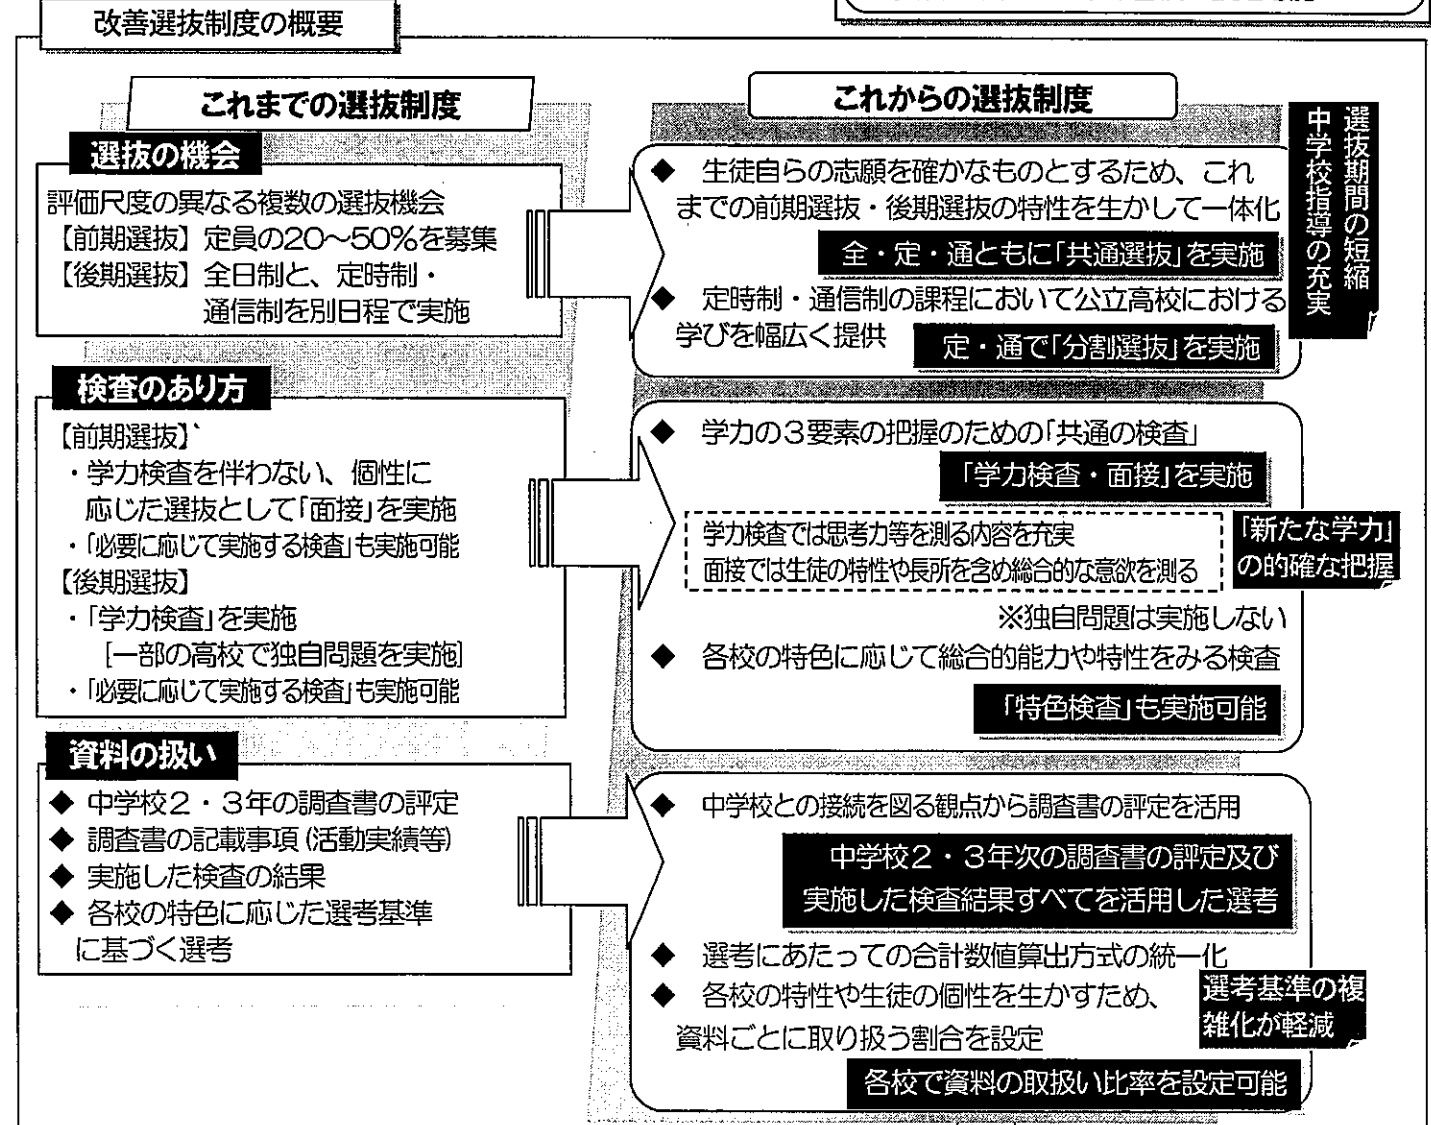 改善選抜制度の概要
これまでの選抜制度
選抜の機会
評価尺度の異なる複数の選抜機会
【前期選抜】定員の20～50%を募集
【後期選抜】全日制と、定時制・
通信制を別日程で実施
検査のあり方
【前期選抜】
・学力検査を伴わない、個性に
応じた選抜として「面接」を実施
・「必要に応じて実施する検査」も実施可能
【後期選抜】
・「学力検査」を実施
[一部の高校で独自問題を実施]
・「必要に応じて実施する検査」も実施可能
資料の扱い
◆ 中学校2・3年の調査書の評定
◆ 調査書の記載事項(活動実績等)
◆ 実施した検査の結果
◆ 各校の特色に応じた選考基準
に基づく選考
これからの選抜制度
◆ 生徒自らの志願を確かなものとするため、これ
までの前期選抜・後期選抜の特性を生かして一体化
全・定・通ともに「共通選抜」を実施
◆ 定時制・通信制の課程において公立高校における
学びを幅広く提供
定・通で「分割選抜」を実施
選抜期間の短縮
中学校指導の充実
◆ 学力の3要素の把握のための「共通の検査」
「学力検査・面接」を実施
学力検査では思考力等を測る内容を充実
面接では生徒の特性や長所を含め総合的な意欲を測る
「新たな学力」
の的確な把握
※独自問題は実施しない
◆ 各校の特色に応じて総合的能力や特性をみる検査
「特色検査」も実施可能
◆ 中学校との接続を図る観点から調査書の評定を活用
中学校2・3年次の調査書の評定及び
実施した検査結果すべてを活用した選考
◆ 選考にあたっての合計数値算出方式の統一化
◆ 各校の特性や生徒の個性を生かすため、
資料ごとに取り扱う割合を設定
選考基準の複
雑化が軽減
各校で資料の取扱い比率を設定可能